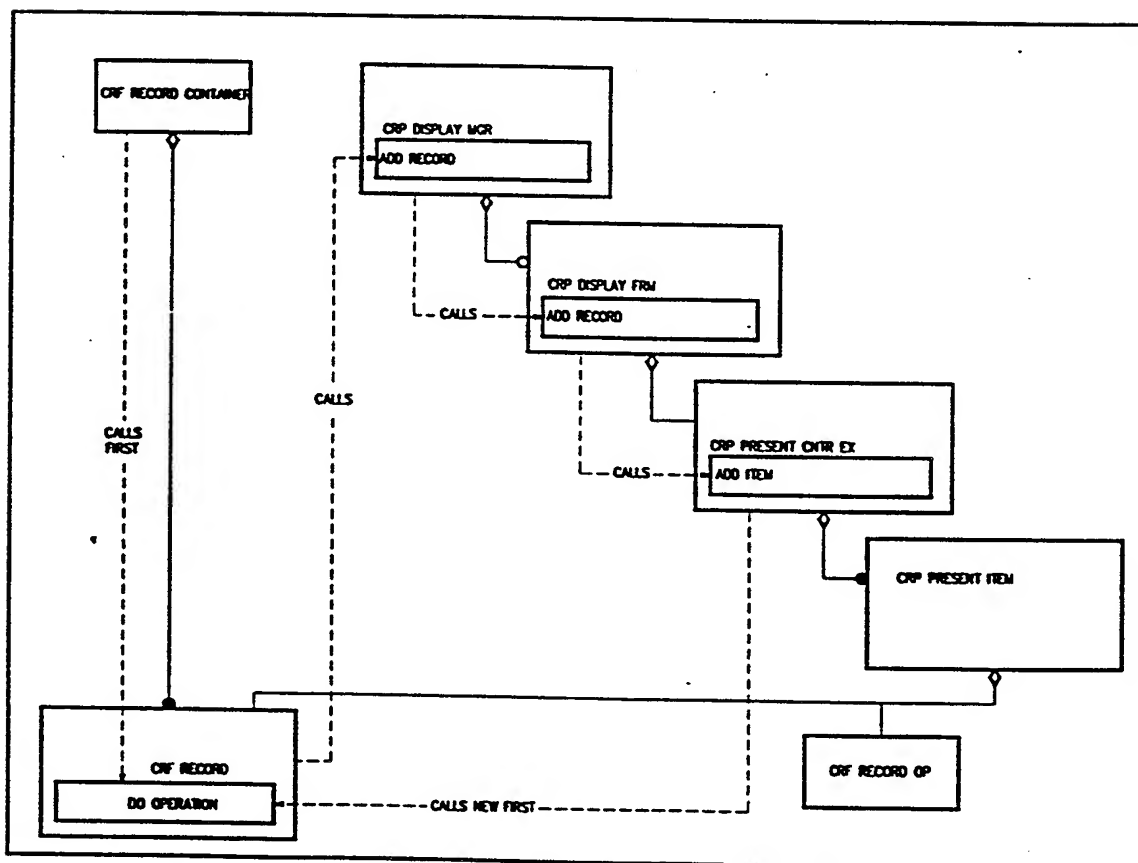 CRF RECORD CONTAINER
CRP DISPLAY MGR
ADD RECORD
CRP DISPLAY FRW
CALLS
ADD RECORD
CALLS
CALLS
FIRST
CRP PRESENT CNTR EX
CALLS
ADD ITEM
CRP PRESENT ITEM
CRF RECORD
CRF RECORD OP
DO OPERATION
CALLS NEW FIRST